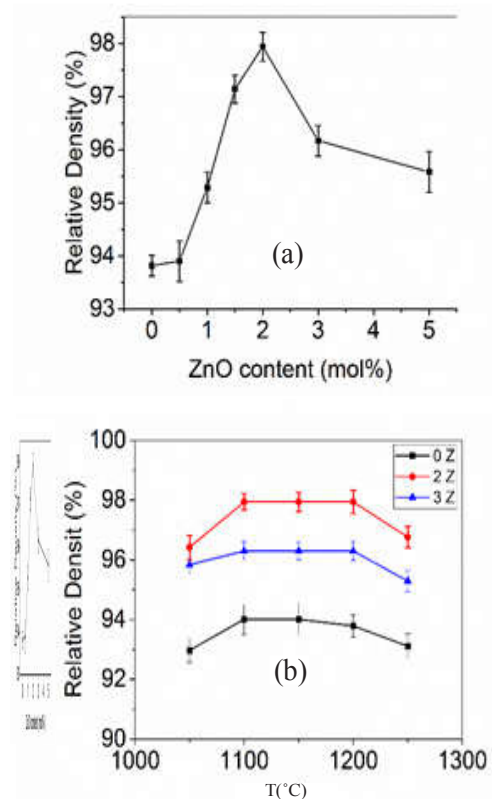 98
97
96
95
94
93
Relative Density (%)
(a)
0 1 2 3 4 5
ZnO content (mol%)
100
98
96
94
92
90
Relative Densit (%)
0 Z
2 Z
3 Z
(b)
1000 1100 1200 1300
T(°C)